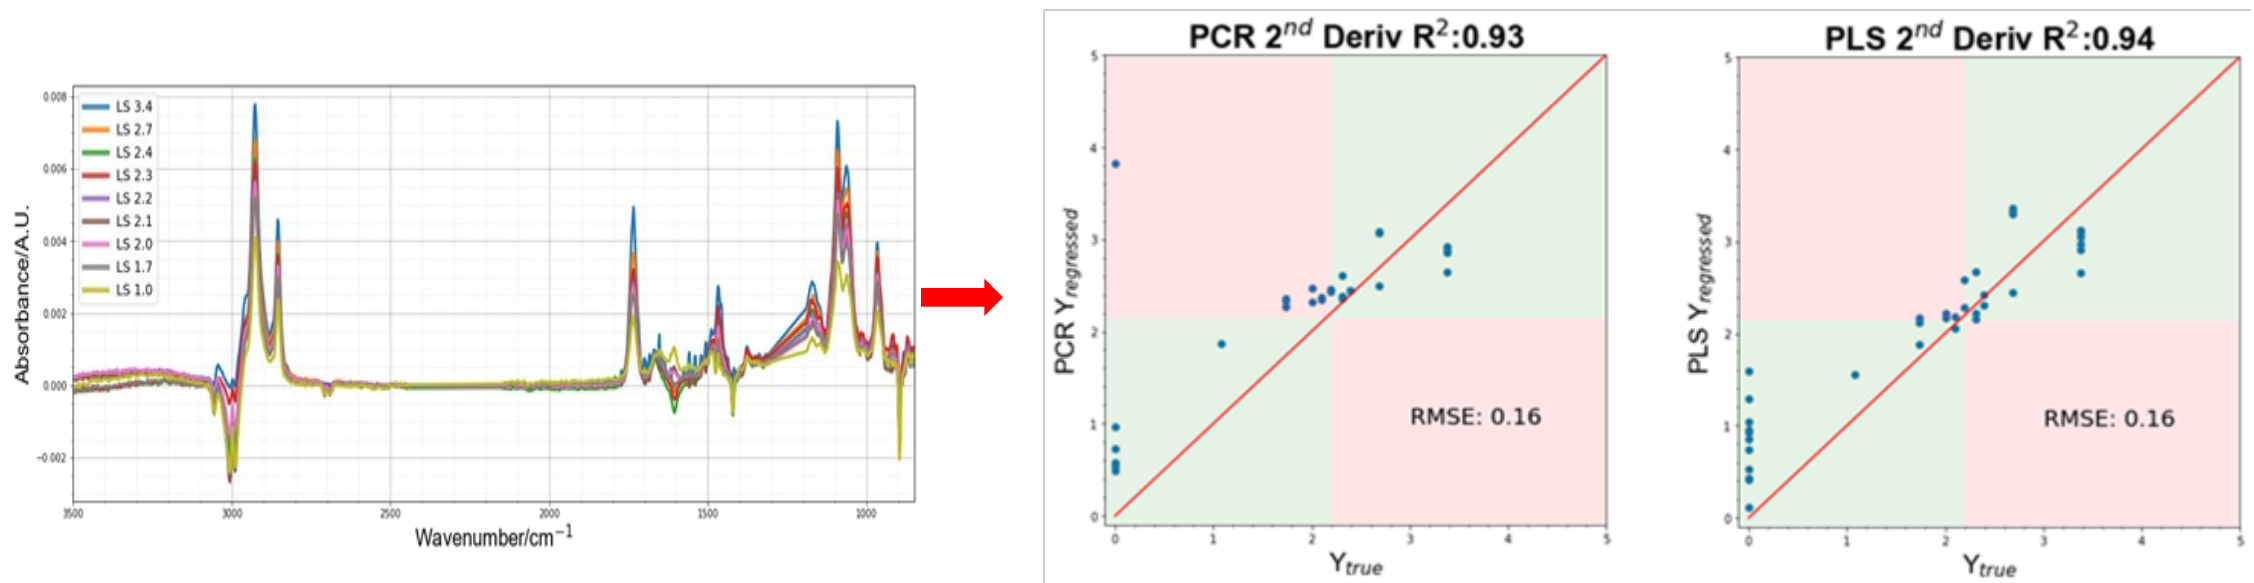 Absorbance/A.U.
0.008
0.006
0.004
0.002
0.000
−0.002
LS 3.4
LS 2.7
LS 2.4
LS 2.3
LS 2.2
LS 2.1
LS 2.0
LS 1.7
LS 1.0
3500 3000 2500 2000 1500 1000
Wavenumber/cm⁻¹
PCR 2ⁿᵈ Deriv R²:0.93
PCR Y_regressed
5
4
3
2
1
0
RMSE: 0.16
0 1 2 3 4 5
Y_true
PLS 2ⁿᵈ Deriv R²:0.94
PLS Y_regressed
5
4
3
2
1
0
RMSE: 0.16
0 1 2 3 4 5
Y_true